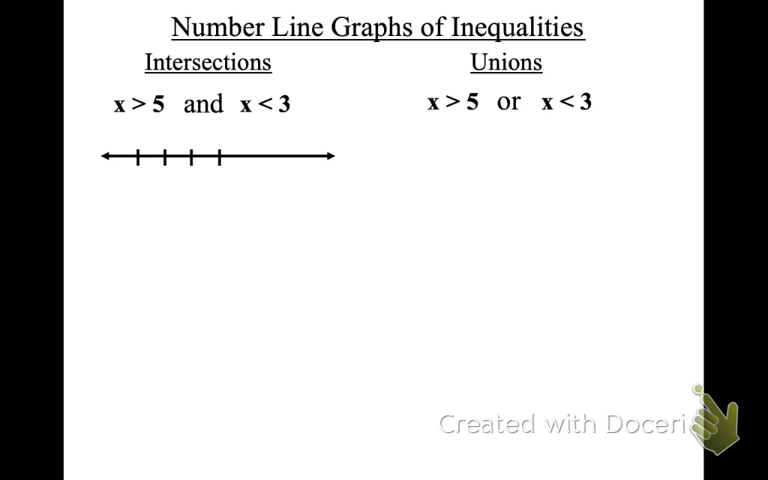 Number Line Graphs of Inequalities
Intersections
x > 5 and x < 3
Unions
x > 5 or x < 3
Created with Doceri